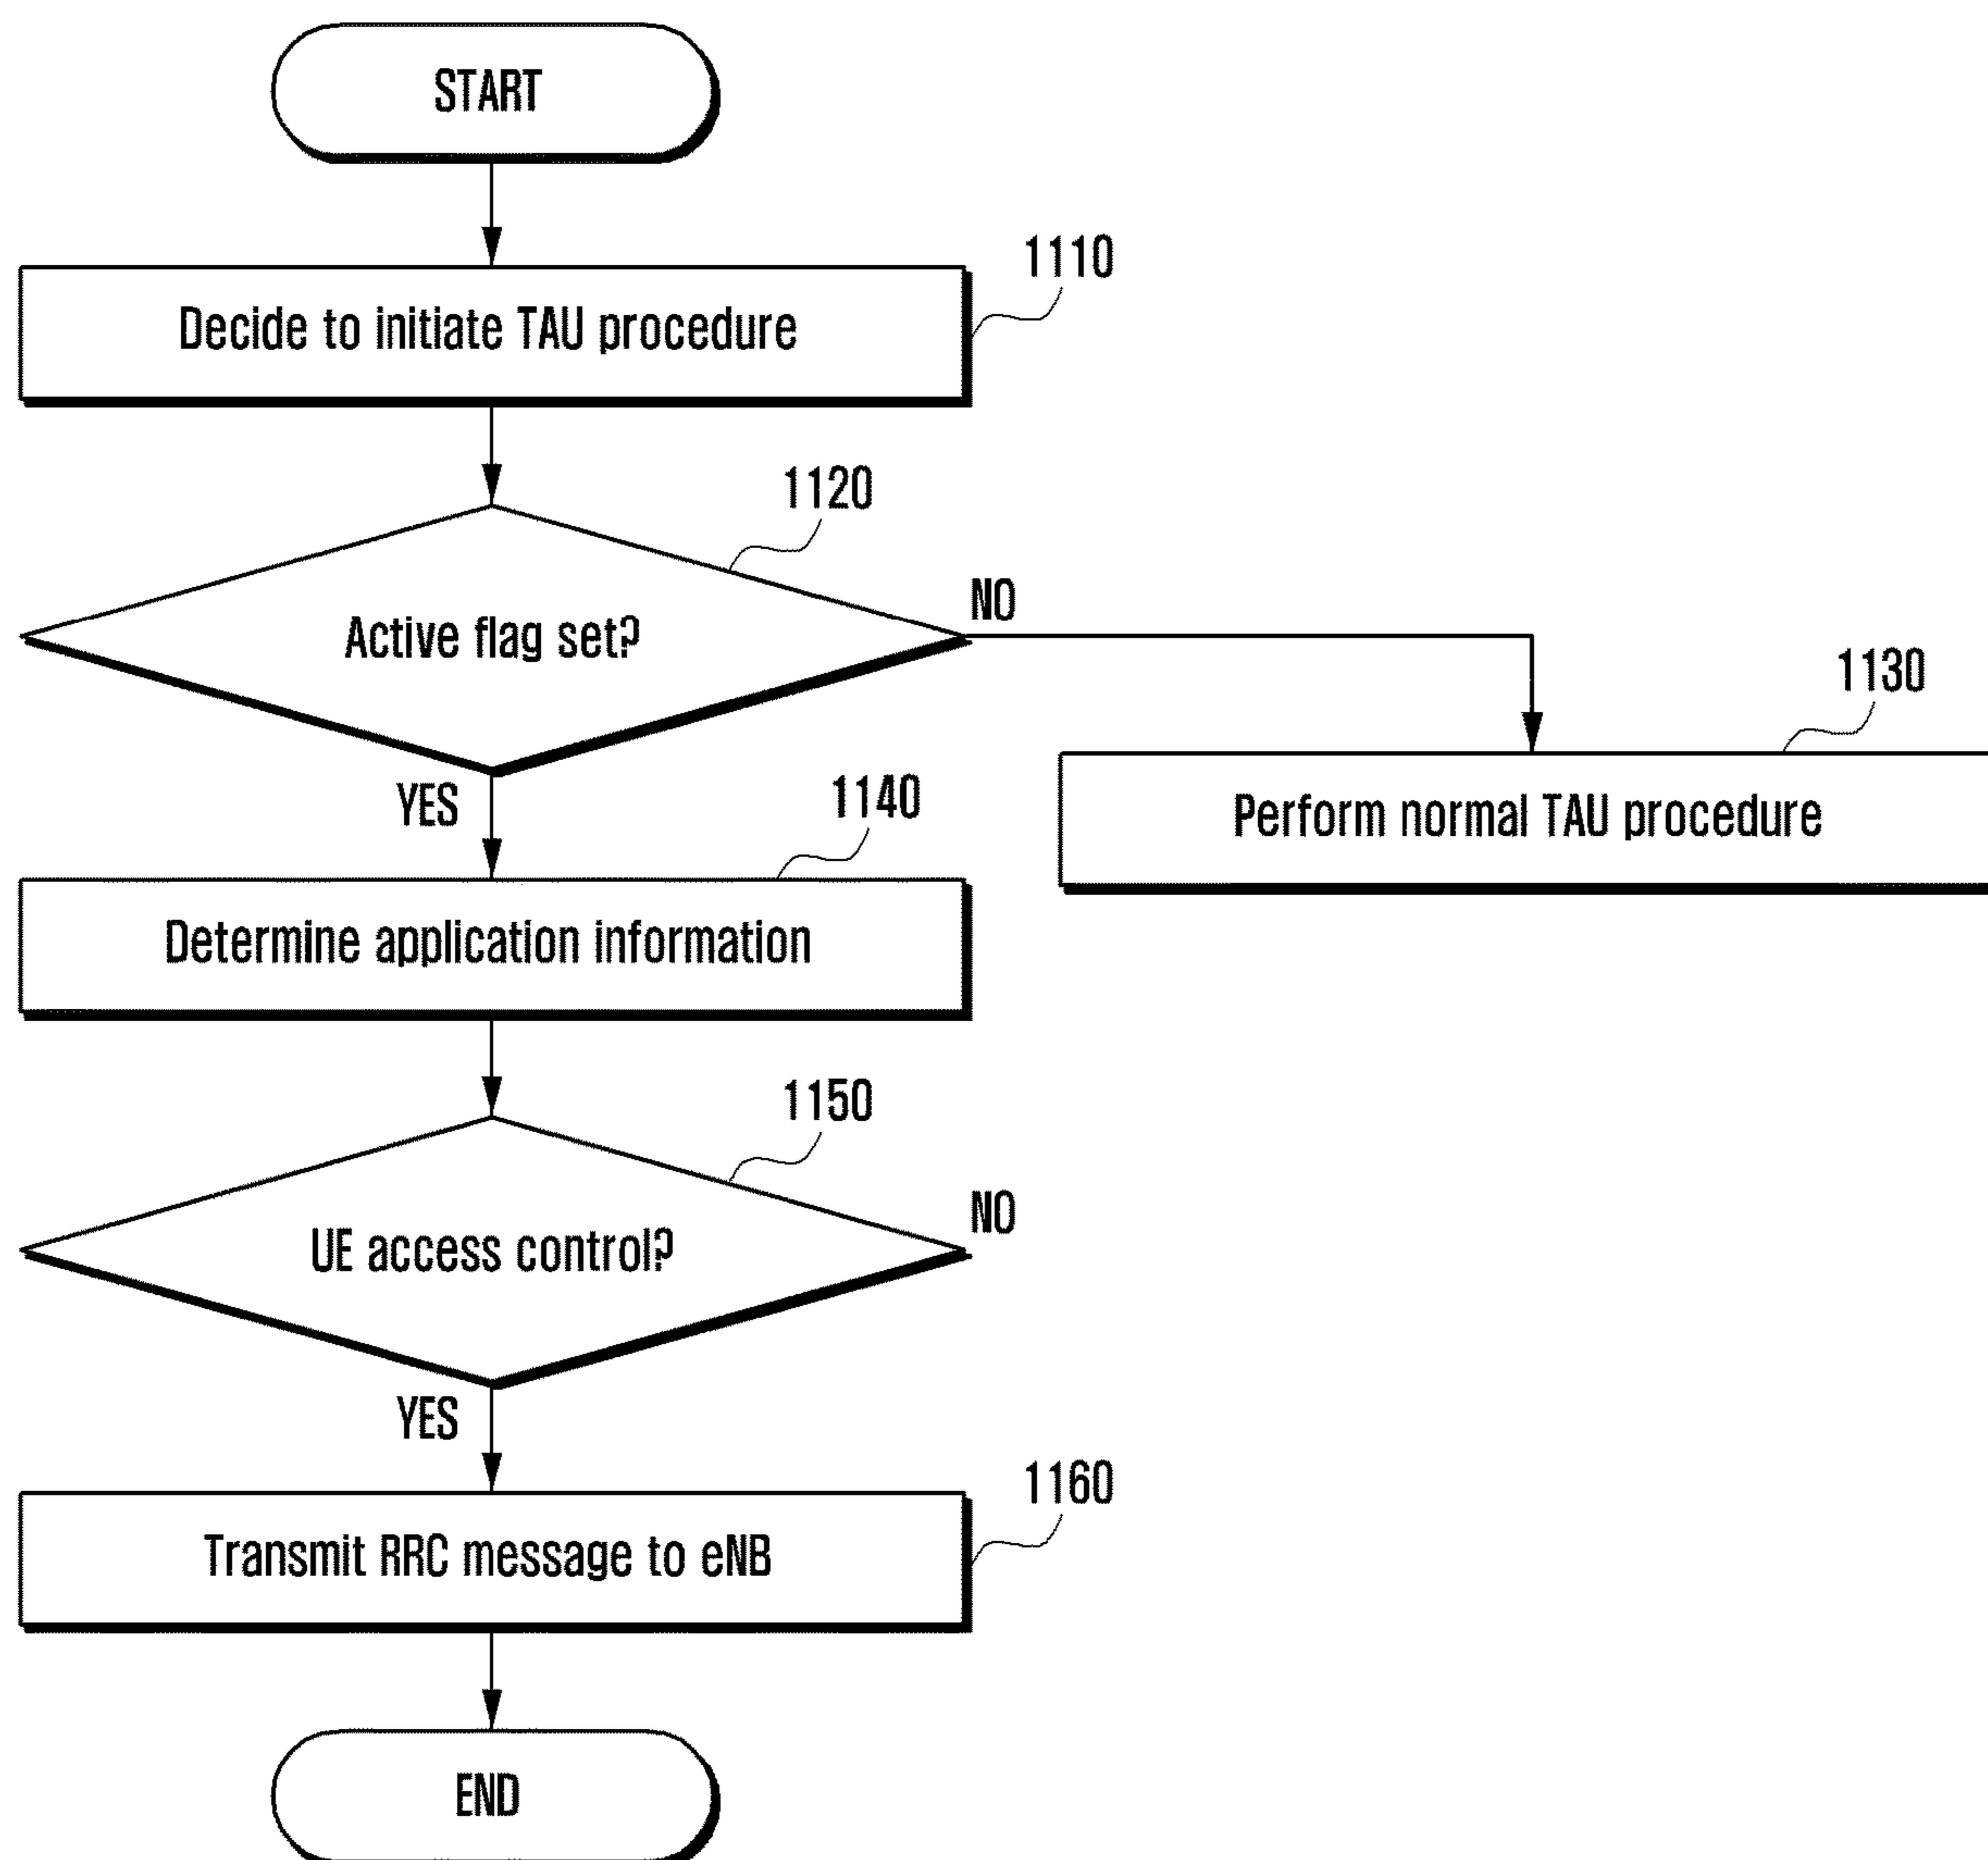 START
1110
Decide to initiate TAU procedure
1120
Active flag set?
NO
1130
Perform normal TAU procedure
YES
1140
Determine application information
1150
UE access control?
NO
YES
1160
Transmit RRC message to eNB
END